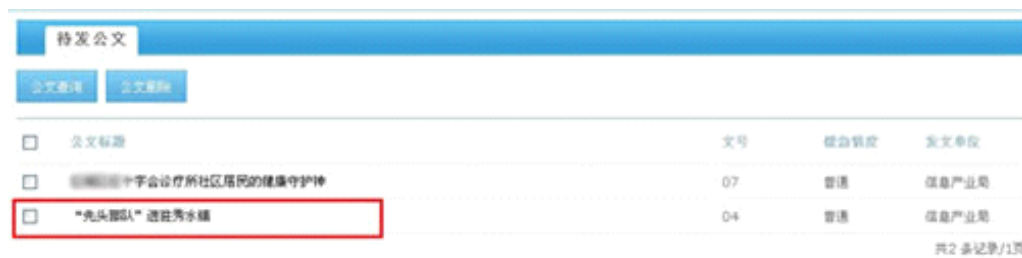 待发公文
公文查询 公文删除
公文标题 文号 缓急程度 发文单位
十字会诊疗所社区居民的健康守护神 07 普通 信息产业局
“先头部队”进驻秀水镇 04 普通 信息产业局
共2 条记录/1页